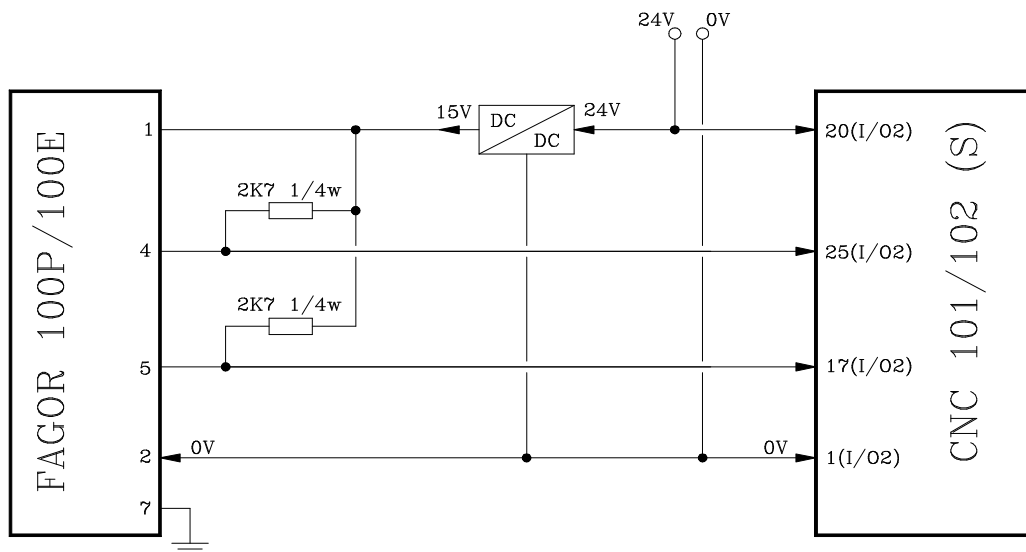 24V
0V
FAGOR 100P/100E
1
15V
DC
DC
24V
20(I/O2)
2K7 1/4w
4
25(I/O2)
2K7 1/4w
5
17(I/O2)
2
0V
0V
1(I/O2)
7
CNC 101/102 (S)